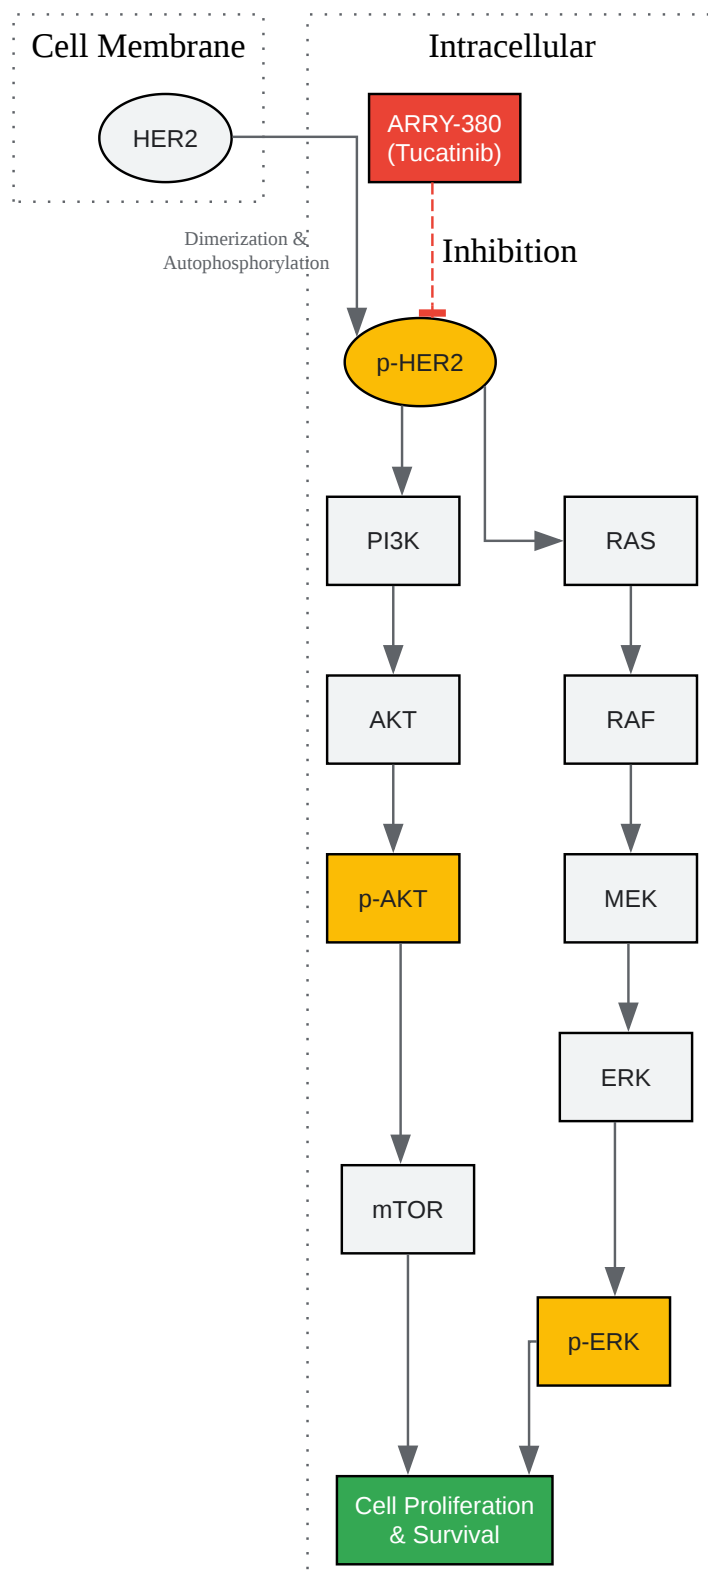 Cell Membrane
Intracellular
HER2
ARRY-380
(Tucatinib)
Dimerization &
Autophosphorylation
Inhibition
p-HER2
PI3K
RAS
AKT
RAF
p-AKT
MEK
ERK
mTOR
p-ERK
Cell Proliferation
& Survival